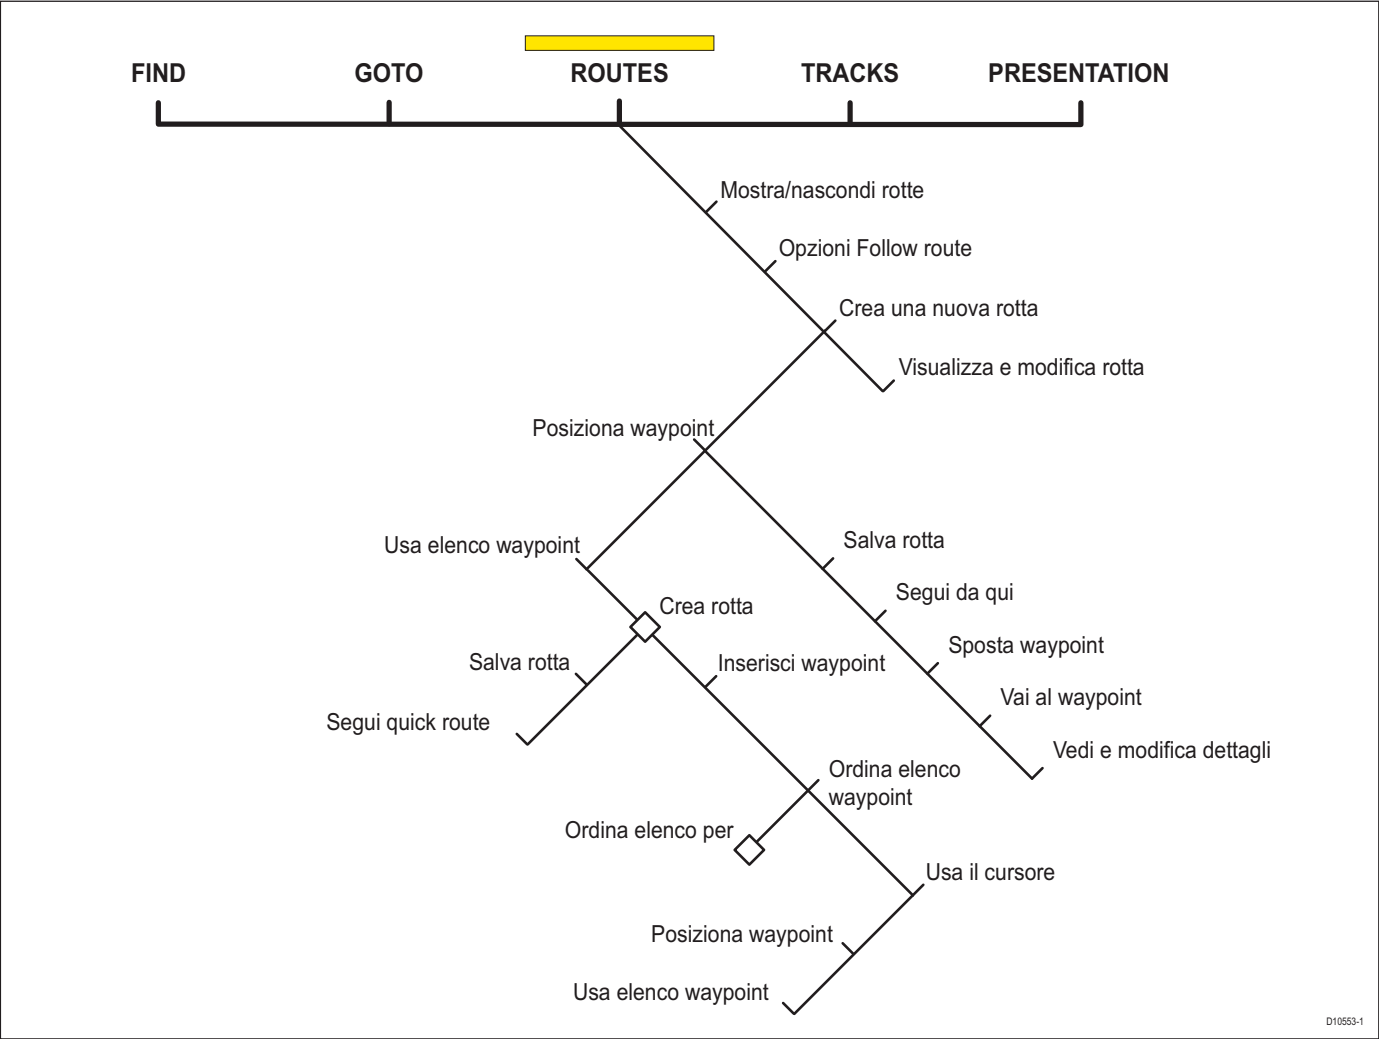 FIND
GOTO
ROUTES
TRACKS
PRESENTATION
Mostra/nascondi rotte
Opzioni Follow route
Crea una nuova rotta
Visualizza e modifica rotta
Posiziona waypoint
Usa elenco waypoint
Salva rotta
Segui da qui
Crea rotta
Sposta waypoint
Salva rotta
Inserisci waypoint
Vai al waypoint
Segui quick route
Vedi e modifica dettagli
Ordina elenco
waypoint
Ordina elenco per
Usa il cursore
Posiziona waypoint
Usa elenco waypoint
D10553-1